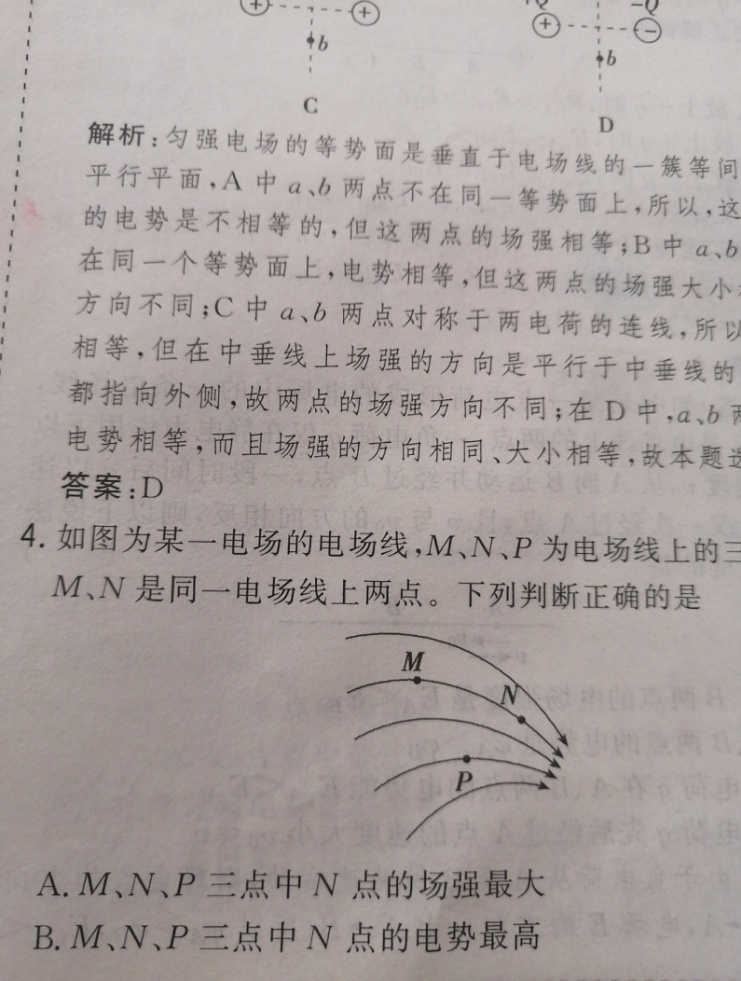 Q
-Q
+
+
+
−
b
b
C
D
解析:匀强电场的等势面是垂直于电场线的一簇等间
平行平面,A 中 a、b 两点不在同一等势面上,所以,这
的电势是不相等的,但这两点的场强相等;B 中 a、b
在同一个等势面上,电势相等,但这两点的场强大小
方向不同;C 中 a、b 两点对称于两电荷的连线,所以
相等,但在中垂线上场强的方向是平行于中垂线的
都指向外侧,故两点的场强方向不同;在 D 中,a、b
电势相等,而且场强的方向相同、大小相等,故本题选
答案:D
4. 如图为某一电场的电场线,M、N、P 为电场线上的三
M、N 是同一电场线上两点。下列判断正确的是
M
N
P
A. M、N、P 三点中 N 点的场强最大
B. M、N、P 三点中 N 点的电势最高